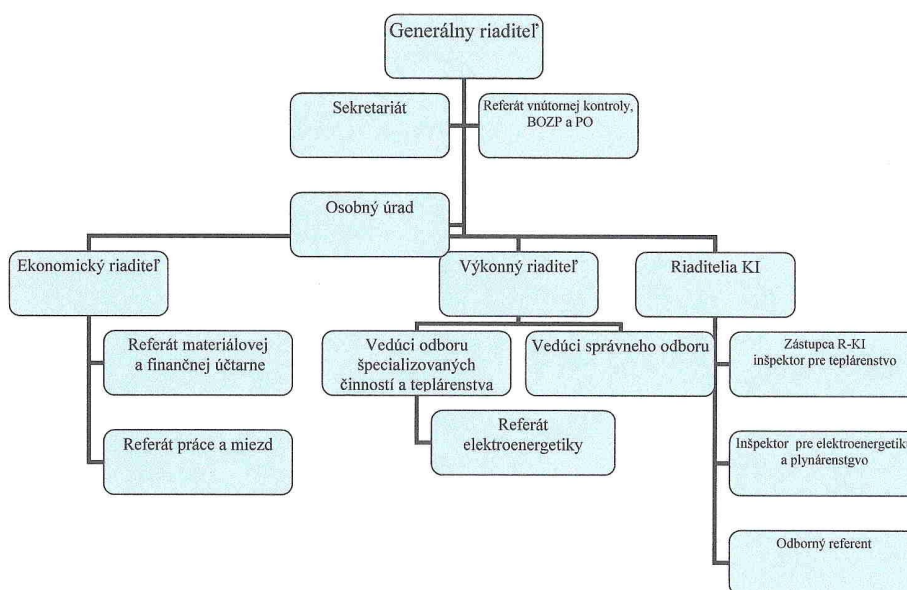 Generálny riaditeľ
Sekretariát
Referát vnútornej kontroly,
BOZP a PO
Osobný úrad
Ekonomický riaditeľ
Výkonný riaditeľ
Riaditelia KI
Referát materiálovej
a finančnej účtarne
Vedúci odboru
špecializovaných
činností a teplárenstva
Vedúci správneho odboru
Zástupca R-KI
inšpektor pre teplárenstvo
Referát práce a miezd
Referát
elektroenergetiky
Inšpektor pre elektroenergetik
a plynárenstgvo
Odborný referent